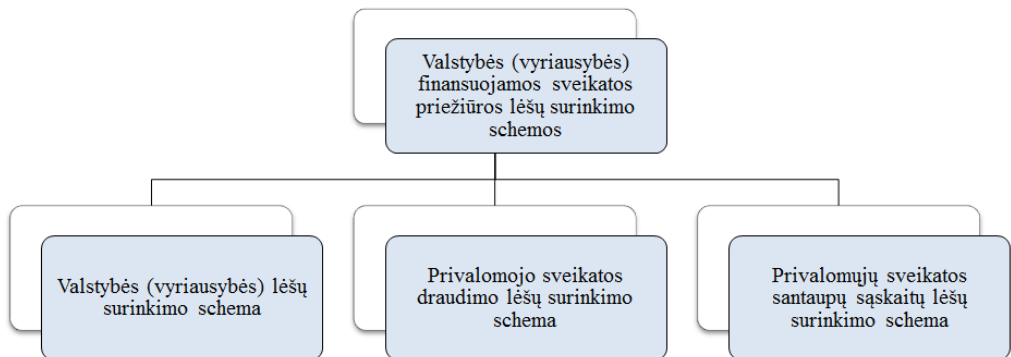 Valstybės (vyriausybės)
finansuojamos sveikatos
priežiūros lėšų surinkimo
schemos
Valstybės (vyriausybės) lėšų
surinkimo schema
Privalomojo sveikatos
draudimo lėšų surinkimo
schema
Privalomųjų sveikatos
santaupų sąskaitų lėšų
surinkimo schema